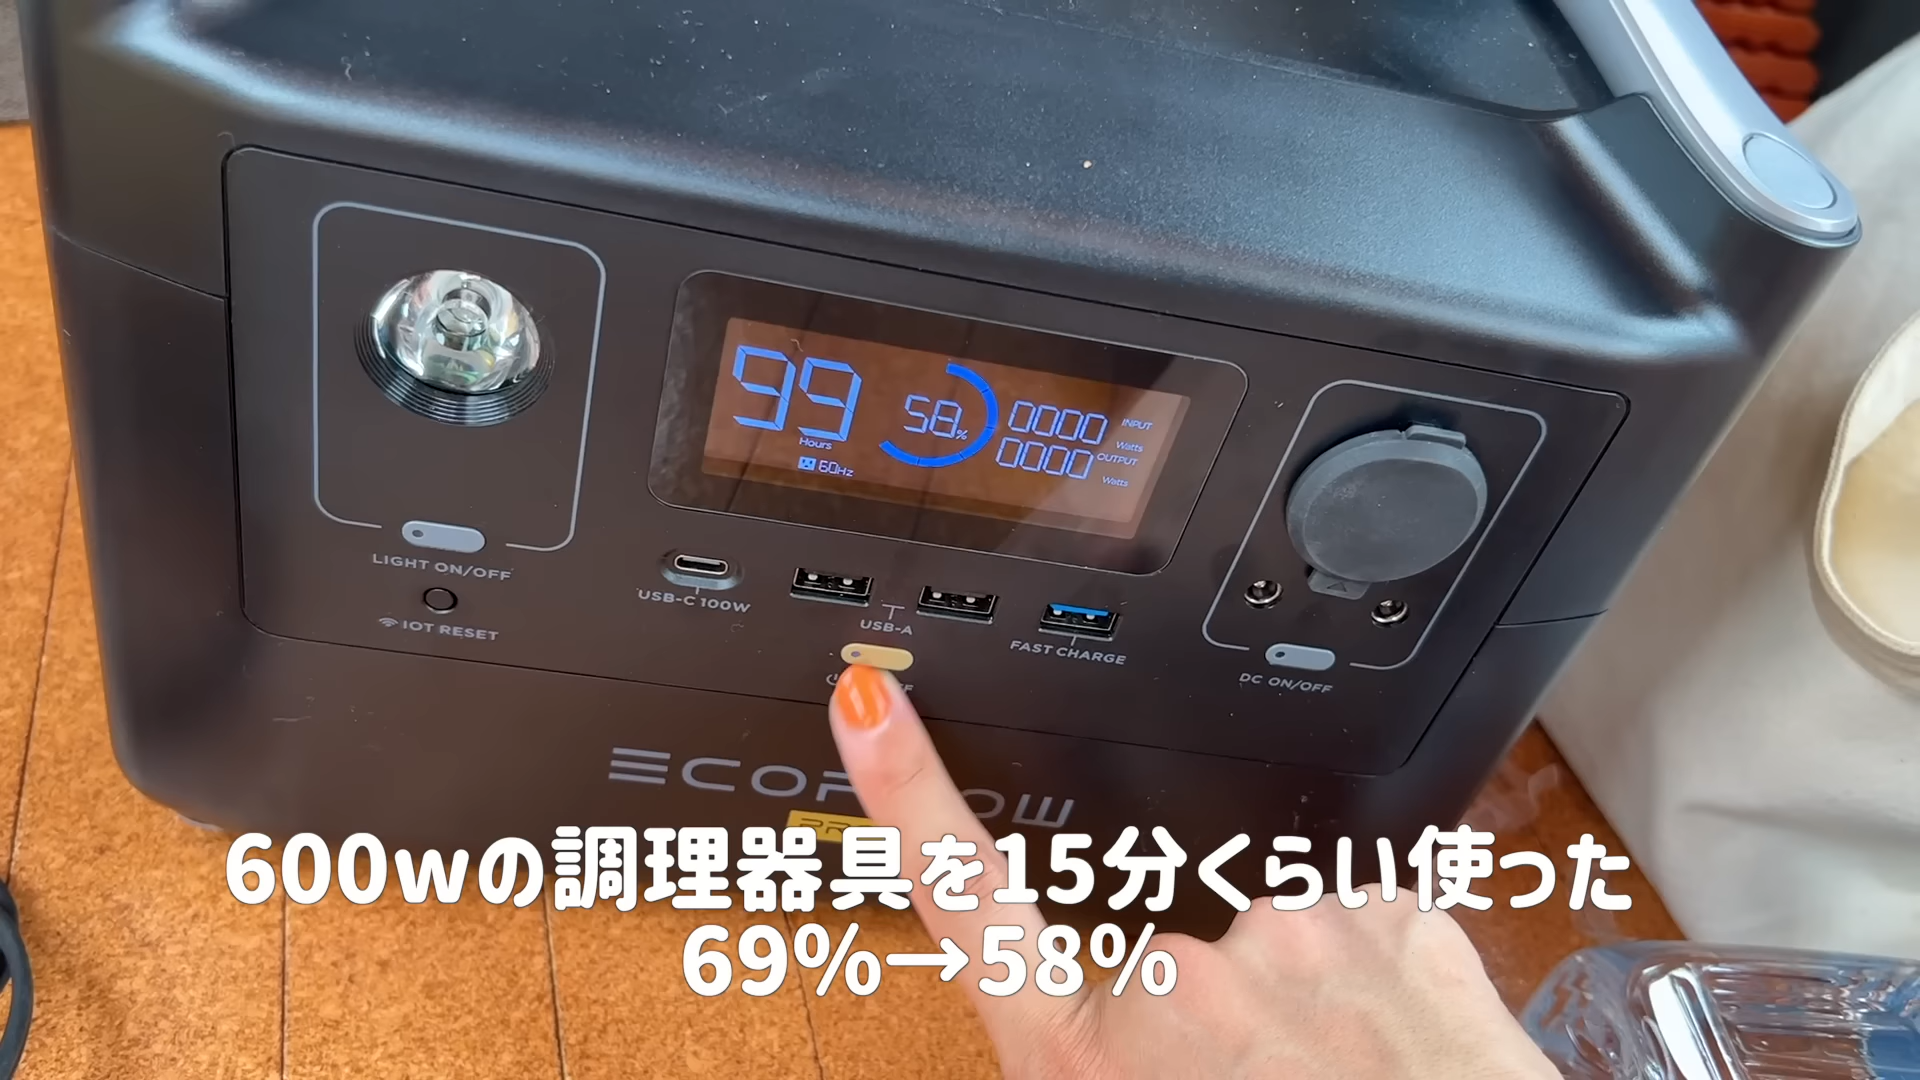 99
Hours
60Hz
58%
0000 INPUT
Watts
0000 OUTPUT
Watts
LIGHT ON/OFF
IOT RESET
USB-C 100W
USB-A
FAST CHARGE
DC ON/OFF
600wの調理器具を15分くらい使った
69%→58%